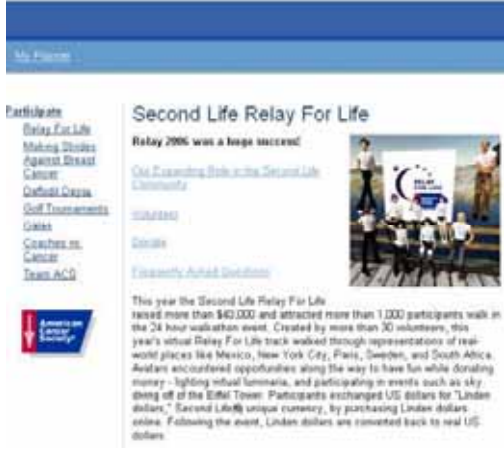 My Planner
Participate
Relay For Life
Making Strides
Against Breast
Cancer
Daffodil Days®
Golf Tournaments
Galas
Coaches vs.
Cancer
Team ACS
American
Cancer
Society®
Second Life Relay For Life
Relay 2006 was a huge success!
Our Expanding Role in the Second Life
Community
Volunteer
Donate
Frequently Asked Questions
RELAY
FOR LIFE
This year the Second Life Relay For Life
raised more than $40,000 and attracted more than 1,000 participants walk in
the 24 hour walkathon event. Created by more than 30 volunteers, this
year's virtual Relay For Life track walked through representations of real-
world places like Mexico, New York City, Paris, Sweden, and South Africa.
Avatars encountered opportunities along the way to have fun while donating
money - lighting virtual luminaria, and participating in events such as sky
diving off of the Eiffel Tower. Participants exchanged US dollars for "Linden
dollars," Second Life® unique currency, by purchasing Linden dollars
online. Following the event, Linden dollars are converted back to real US
dollars.